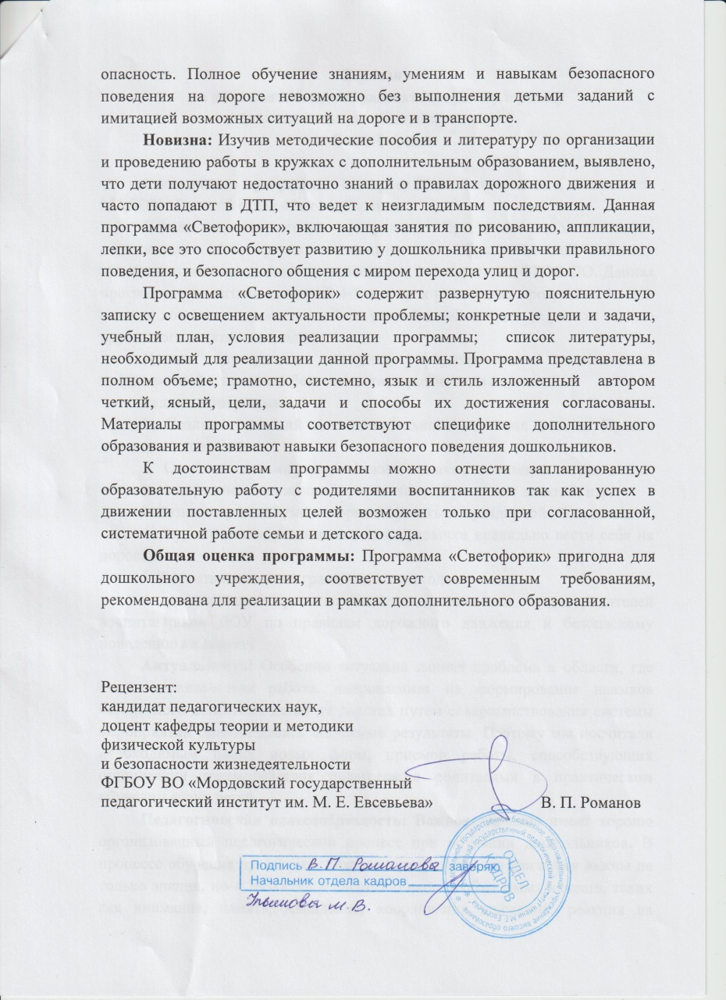 опасность. Полное обучение знаниям, умениям и навыкам безопасного
поведения на дороге невозможно без выполнения детьми заданий с
имитацией возможных ситуаций на дороге и в транспорте.
Новизна: Изучив методические пособия и литературу по организации
и проведению работы в кружках с дополнительным образованием, выявлено,
что дети получают недостаточно знаний о правилах дорожного движения и
часто попадают в ДТП, что ведет к неизгладимым последствиям. Данная
программа «Светофорик», включающая занятия по рисованию, аппликации,
лепки, все это способствует развитию у дошкольника привычки правильного
поведения, и безопасного общения с миром перехода улиц и дорог.
Программа «Светофорик» содержит развернутую пояснительную
записку с освещением актуальности проблемы; конкретные цели и задачи,
учебный план, условия реализации программы; список литературы,
необходимый для реализации данной программы. Программа представлена в
полном объеме; грамотно, системно, язык и стиль изложенный автором
четкий, ясный, цели, задачи и способы их достижения согласованы.
Материалы программы соответствуют специфике дополнительного
образования и развивают навыки безопасного поведения дошкольников.
К достоинствам программы можно отнести запланированную
образовательную работу с родителями воспитанников так как успех в
движении поставленных целей возможен только при согласованной,
систематичной работе семьи и детского сада.
Общая оценка программы: Программа «Светофорик» пригодна для
дошкольного учреждения, соответствует современным требованиям,
рекомендована для реализации в рамках дополнительного образования.
Рецензент:
кандидат педагогических наук,
доцент кафедры теории и методики
физической культуры
и безопасности жизнедеятельности
ФГБОУ ВО «Мордовский государственный
педагогический институт им. М. Е. Евсевьева» В. П. Романов
Подпись В.П. Романова заверяю
Начальник отдела кадров
М.В.
ОТДЕЛ
КАДРОВ